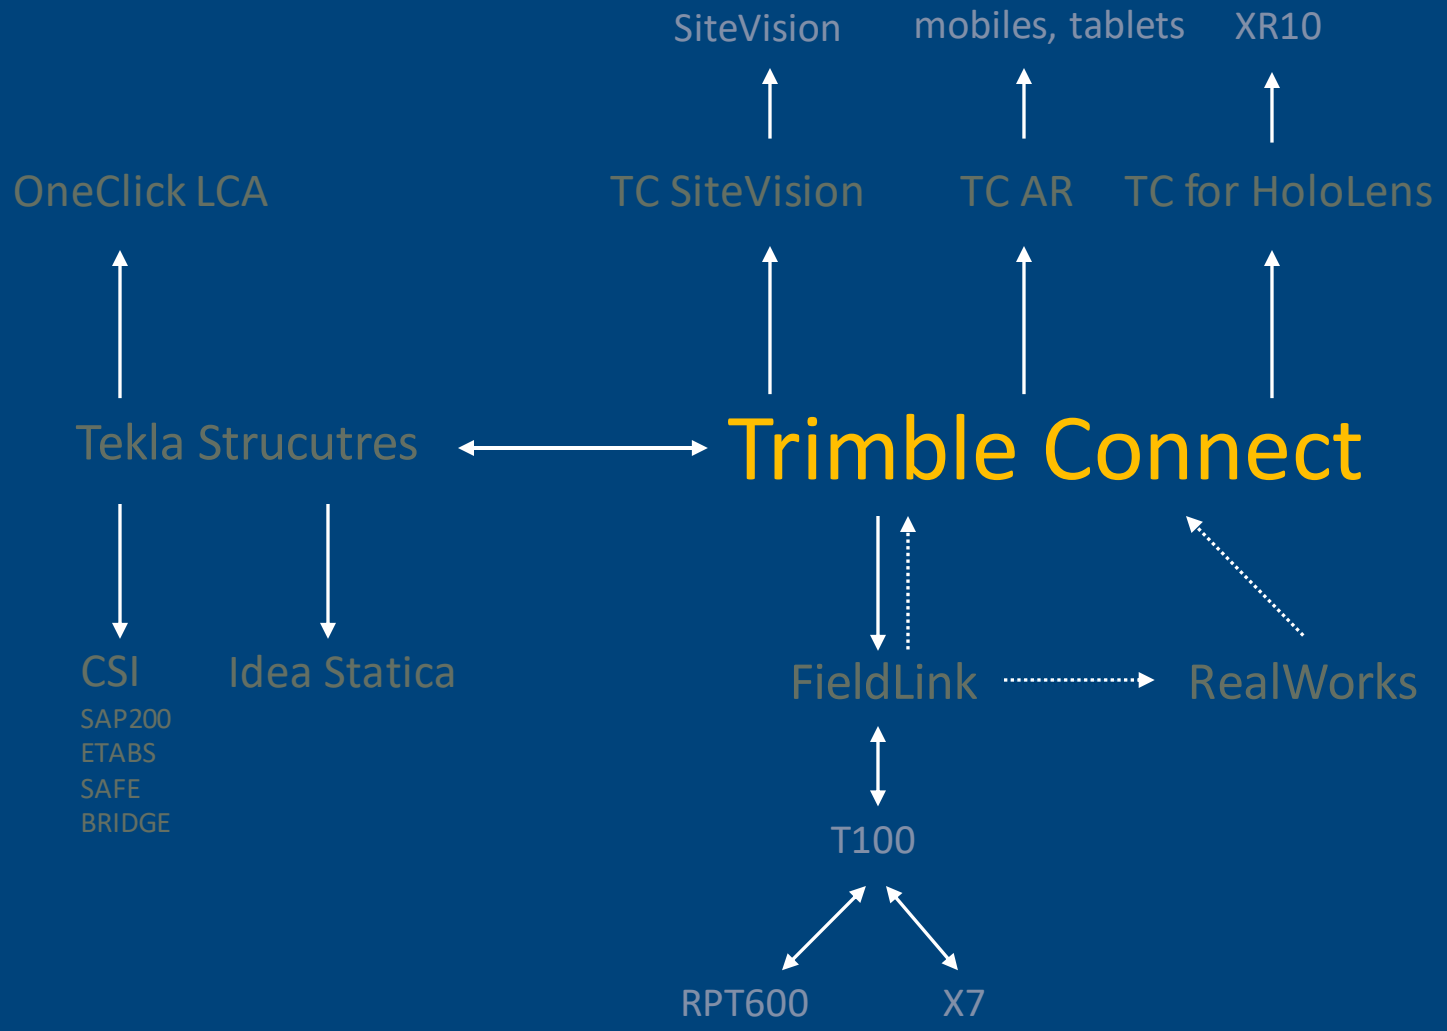 SiteVision
mobiles, tablets
XR10
OneClick LCA
TC SiteVision
TC AR
TC for HoloLens
Tekla Strucutres
Trimble Connect
CSI
SAP200
ETABS
SAFE
BRIDGE
Idea Statica
FieldLink
RealWorks
T100
RPT600
X7